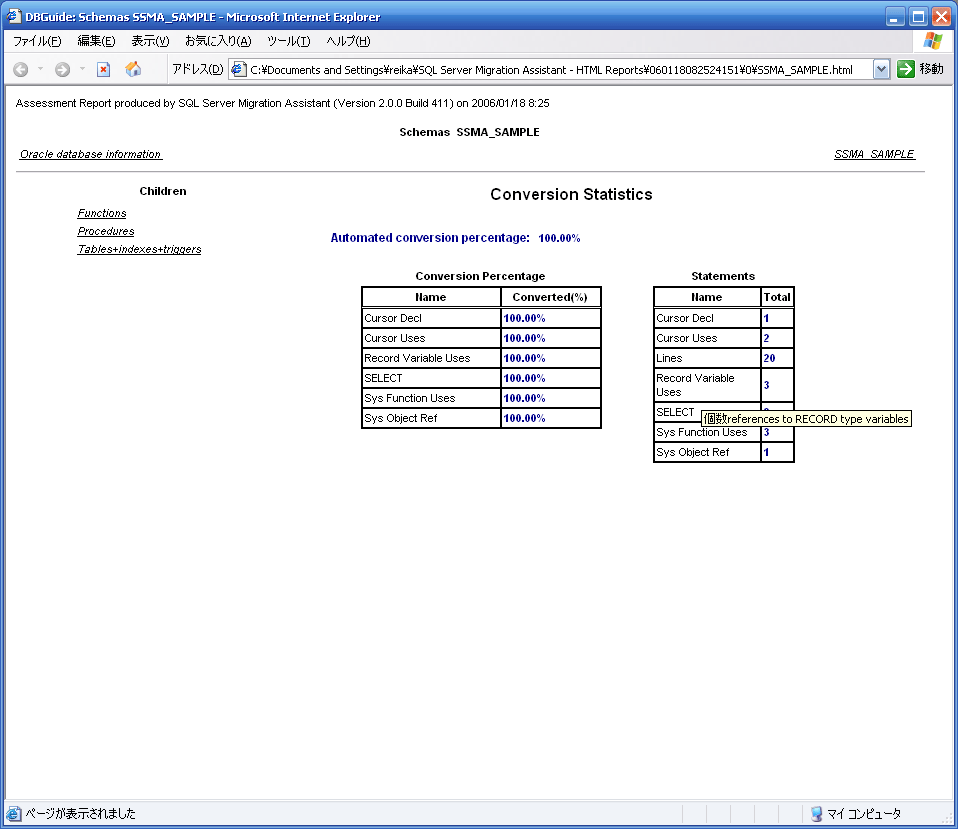 DBGuide: Schemas SSMA_SAMPLE - Microsoft Internet Explorer
ファイル(F) 編集(E) 表示(V) お気に入り(A) ツール(T) ヘルプ(H)
アドレス(D) C:¥Documents and Settings¥reika¥SQL Server Migration Assistant - HTML Reports¥060118082524151¥0¥SSMA_SAMPLE.html 移動
Assessment Report produced by SQL Server Migration Assistant (Version 2.0.0 Build 411) on 2006/01/18 8:25
Schemas SSMA_SAMPLE
Oracle database information SSMA_SAMPLE
Children
Functions
Procedures
Tables+indexes+triggers
Conversion Statistics
Automated conversion percentage: 100.00%
Conversion Percentage
Name Converted(%)
Cursor Decl 100.00%
Cursor Uses 100.00%
Record Variable Uses 100.00%
SELECT 100.00%
Sys Function Uses 100.00%
Sys Object Ref 100.00%
Statements
Name Total
Cursor Decl 1
Cursor Uses 2
Lines 20
Record Variable Uses 3
SELECT
個数references to RECORD type variables
Sys Function Uses 3
Sys Object Ref 1
ページが表示されました マイ コンピュータ